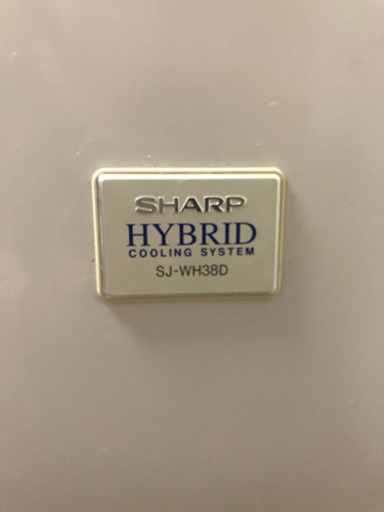 SHARP
HYBRID
COOLING SYSTEM
SJ-WH38D